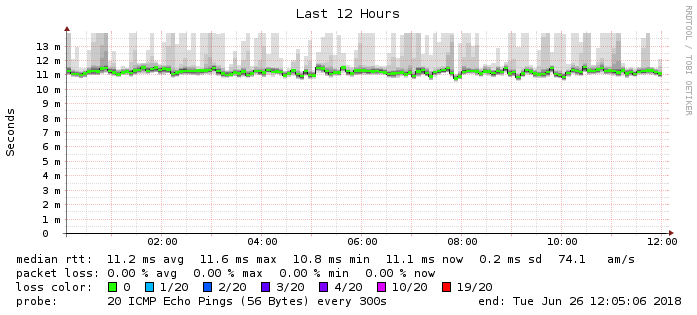 Last 12 Hours
RRDTOOL / TOBI OETIKER
Seconds
13 m
12 m
11 m
10 m
9 m
8 m
7 m
6 m
5 m
4 m
3 m
2 m
1 m
0
02:00 04:00 06:00 08:00 10:00 12:00
median rtt: 11.2 ms avg 11.6 ms max 10.8 ms min 11.1 ms now 0.2 ms sd 74.1 am/s
packet loss: 0.00 % avg 0.00 % max 0.00 % min 0.00 % now
loss color: 0 1/20 2/20 3/20 4/20 10/20 19/20
probe: 20 ICMP Echo Pings (56 Bytes) every 300s end: Tue Jun 26 12:05:06 2018